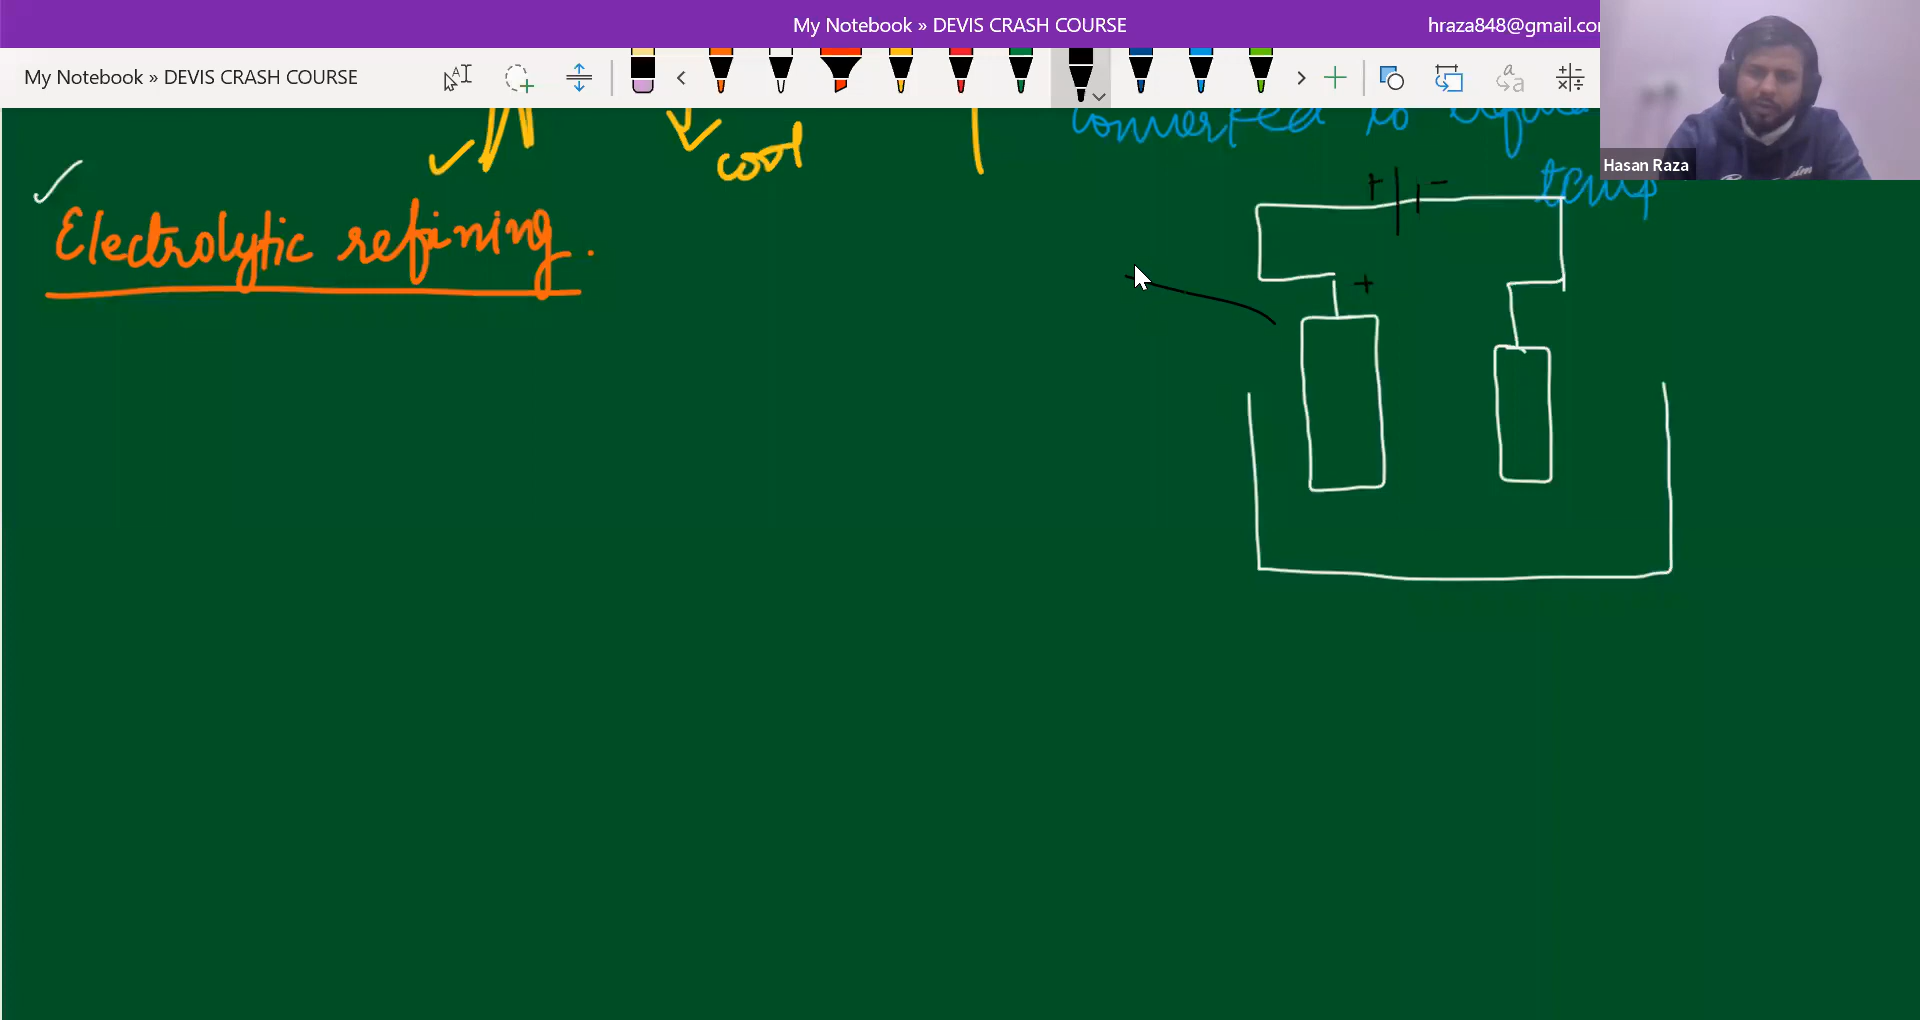 My Notebook » DEVIS CRASH COURSE
hraza848@gmail.co
My Notebook » DEVIS CRASH COURSE
Hasan Raza
cool
converted to
temp
+ -
Electrolytic refining.
+